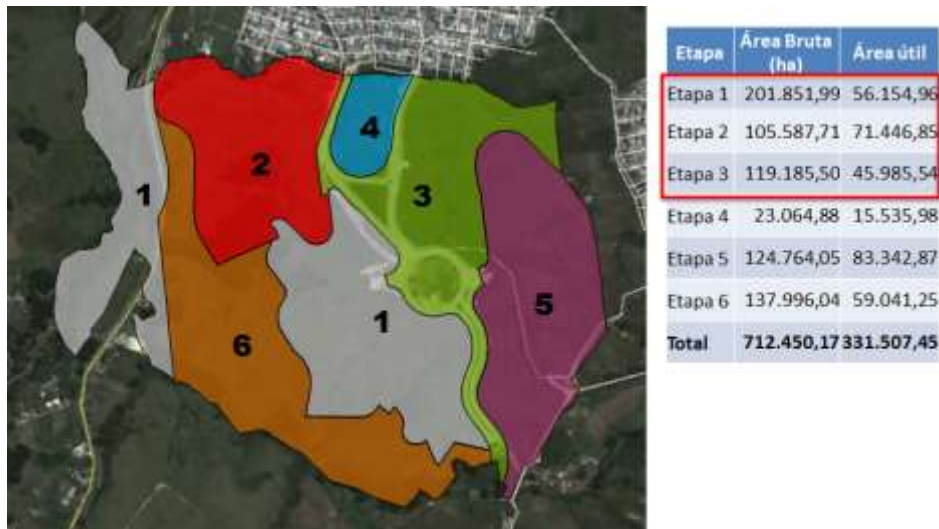 4
2
1
3
5
1
6
Etapa Área Bruta (ha) Área útil
Etapa 1 201.851,99 56.154,96
Etapa 2 105.587,71 71.446,85
Etapa 3 119.185,50 45.985,54
Etapa 4 23.064,88 15.535,98
Etapa 5 124.764,05 83.342,87
Etapa 6 137.996,04 59.041,25
Total 712.450,17 331.507,45